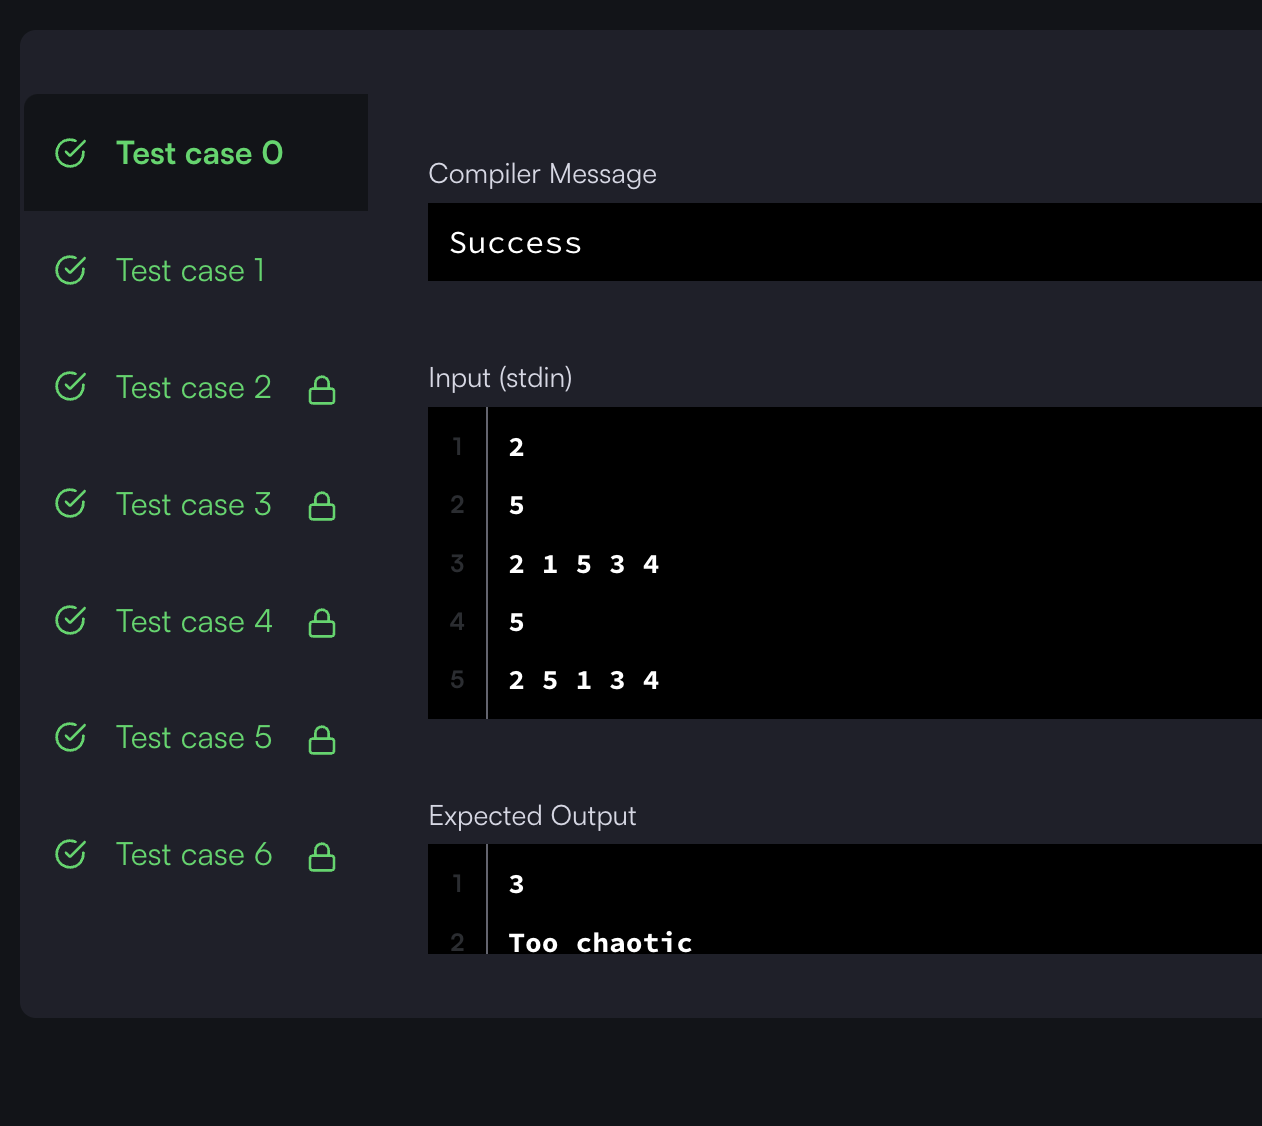 Test case 0
Test case 1
Test case 2
Test case 3
Test case 4
Test case 5
Test case 6
Compiler Message
Success
Input (stdin)
1 2
2 5
3 2 1 5 3 4
4 5
5 2 5 1 3 4
Expected Output
1 3
2 Too chaotic